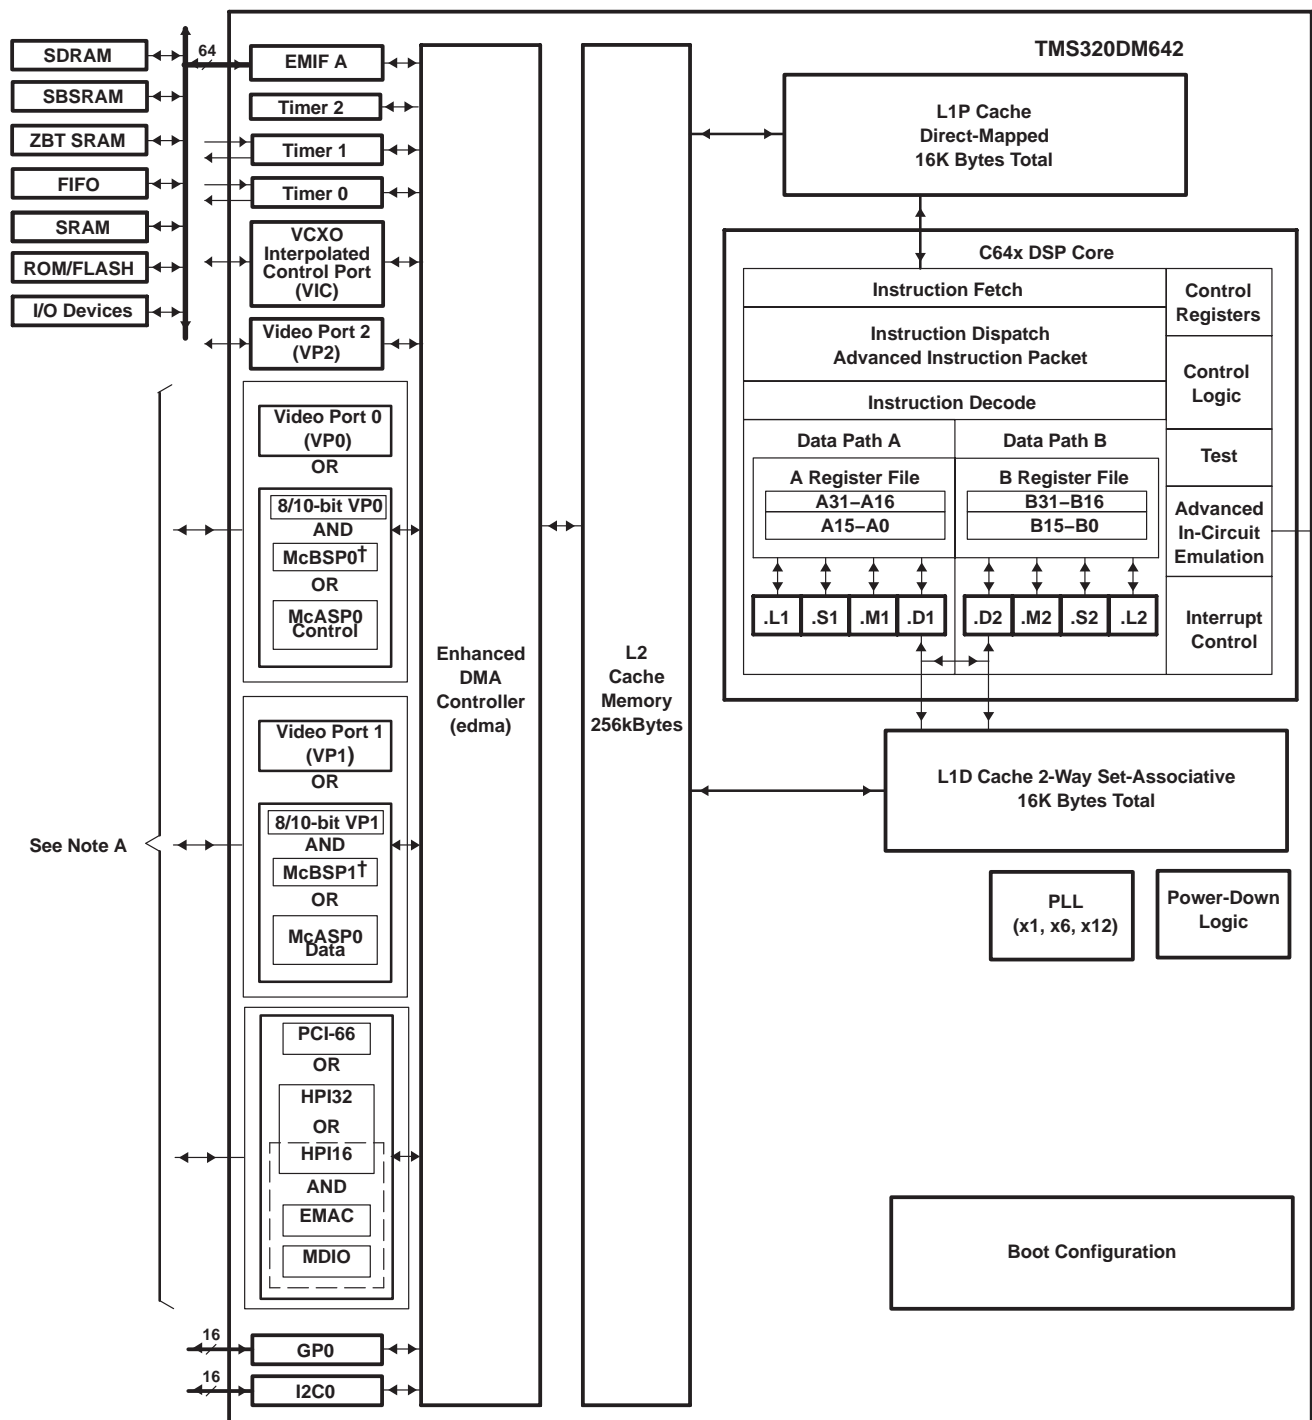 TMS320DM642
SDRAM
SBSRAM
ZBT SRAM
FIFO
SRAM
ROM/FLASH
I/O Devices
64
EMIF A
Timer 2
Timer 1
Timer 0
VCXO
Interpolated
Control Port
(VIC)
Video Port 2
(VP2)
See Note A
Video Port 0
(VP0)
OR
8/10-bit VP0
AND
McBSP0†
OR
McASP0
Control
Video Port 1
(VP1)
OR
8/10-bit VP1
AND
McBSP1†
OR
McASP0
Data
PCI-66
OR
HPI32
OR
HPI16
AND
EMAC
MDIO
16
GP0
16
I2C0
Enhanced
DMA
Controller
(edma)
L2
Cache
Memory
256kBytes
L1P Cache
Direct-Mapped
16K Bytes Total
C64x DSP Core
Instruction Fetch
Instruction Dispatch
Advanced Instruction Packet
Instruction Decode
Data Path A
A Register File
A31–A16
A15–A0
.L1
.S1
.M1
.D1
Data Path B
B Register File
B31–B16
B15–B0
.D2
.M2
.S2
.L2
Control
Registers
Control
Logic
Test
Advanced
In-Circuit
Emulation
Interrupt
Control
L1D Cache 2-Way Set-Associative
16K Bytes Total
PLL
(x1, x6, x12)
Power-Down
Logic
Boot Configuration